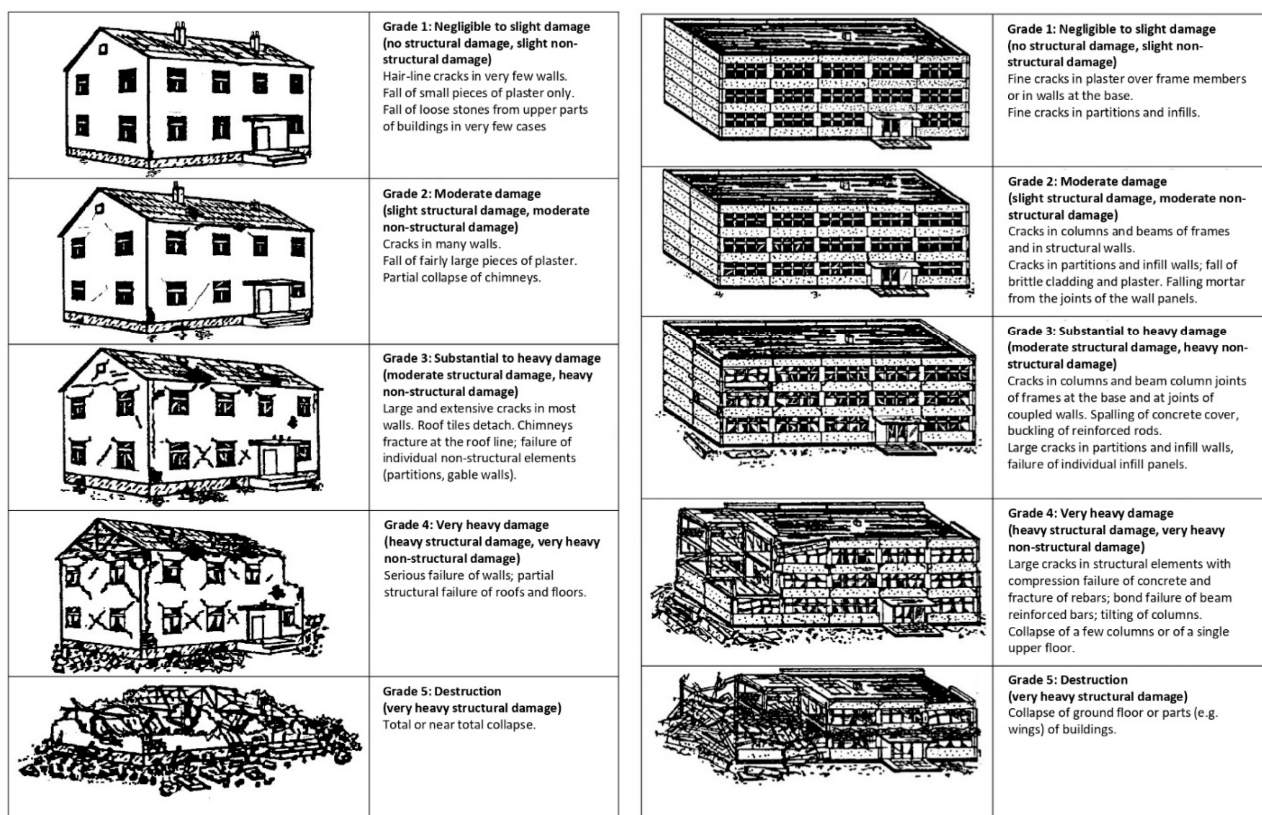 Grade 1: Negligible to slight damage
(no structural damage, slight non-
structural damage)
Hair-line cracks in very few walls.
Fall of small pieces of plaster only.
Fall of loose stones from upper parts
of buildings in very few cases
Grade 2: Moderate damage
(slight structural damage, moderate
non-structural damage)
Cracks in many walls.
Fall of fairly large pieces of plaster.
Partial collapse of chimneys.
Grade 3: Substantial to heavy damage
(moderate structural damage, heavy
non-structural damage)
Large and extensive cracks in most
walls. Roof tiles detach. Chimneys
fracture at the roof line; failure of
individual non-structural elements
(partitions, gable walls).
Grade 4: Very heavy damage
(heavy structural damage, very heavy
non-structural damage)
Serious failure of walls; partial
structural failure of roofs and floors.
Grade 5: Destruction
(very heavy structural damage)
Total or near total collapse.
Grade 1: Negligible to slight damage
(no structural damage, slight non-
structural damage)
Fine cracks in plaster over frame members
or in walls at the base.
Fine cracks in partitions and infills.
Grade 2: Moderate damage
(slight structural damage, moderate non-
structural damage)
Cracks in columns and beams of frames
and in structural walls.
Cracks in partitions and infill walls; fall of
brittle cladding and plaster. Falling mortar
from the joints of the wall panels.
Grade 3: Substantial to heavy damage
(moderate structural damage, heavy non-
structural damage)
Cracks in columns and beam column joints
of frames at the base and at joints of
coupled walls. Spalling of concrete cover,
buckling of reinforced rods.
Large cracks in partitions and infill walls,
failure of individual infill panels.
Grade 4: Very heavy damage
(heavy structural damage, very heavy
non-structural damage)
Large cracks in structural elements with
compression failure of concrete and
fracture of rebars; bond failure of beam
reinforced bars; tilting of columns.
Collapse of a few columns or of a single
upper floor.
Grade 5: Destruction
(very heavy structural damage)
Collapse of ground floor or parts (e.g.
wings) of buildings.